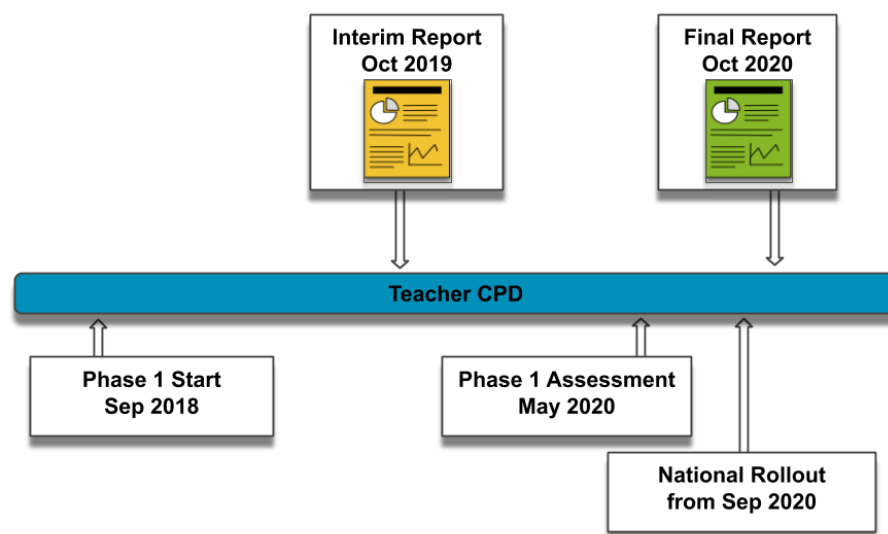 Interim Report
Oct 2019
Final Report
Oct 2020
Teacher CPD
Phase 1 Start
Sep 2018
Phase 1 Assessment
May 2020
National Rollout
from Sep 2020